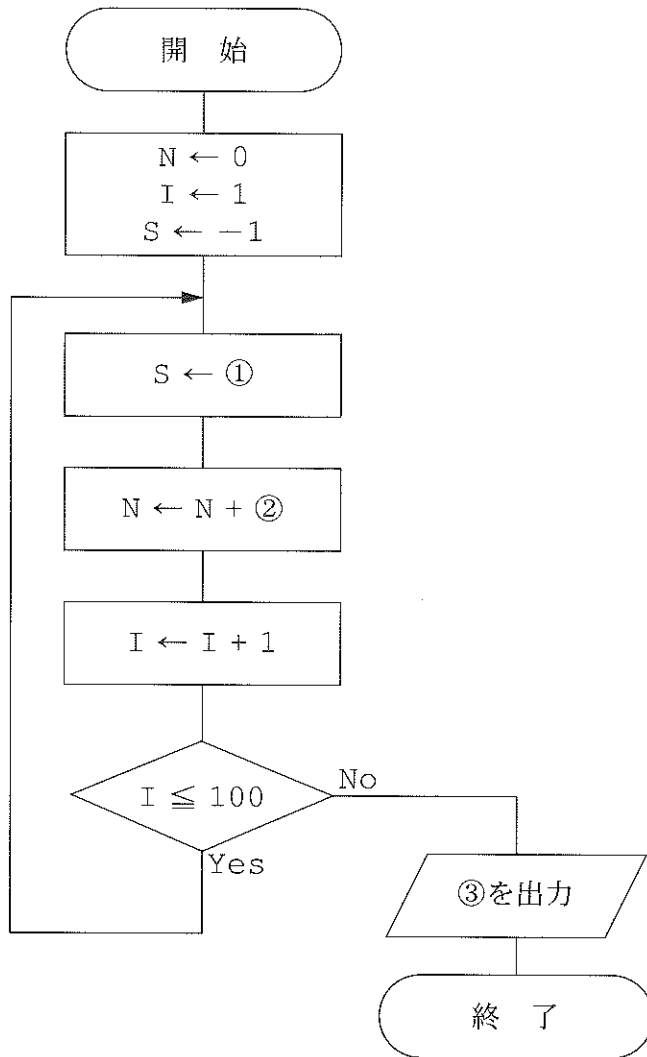 開 始
N ← 0
I ← 1
S ← −1
S ← ①
N ← N + ②
I ← I + 1
I ≦ 100
No
Yes
③を出力
終 了